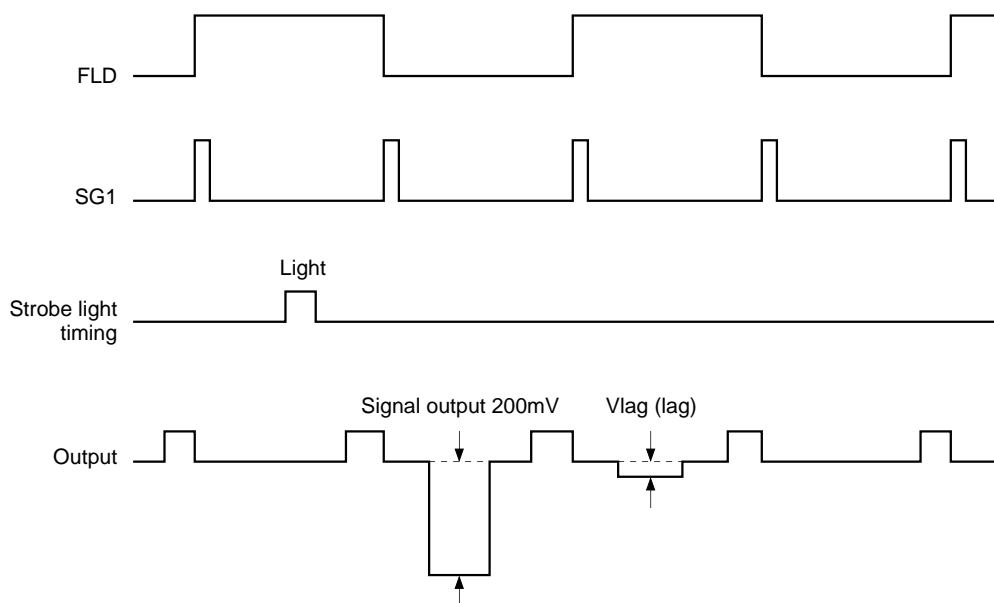 FLD
SG1
Light
Strobe light
timing
Signal output 200mV
Vlag (lag)
Output